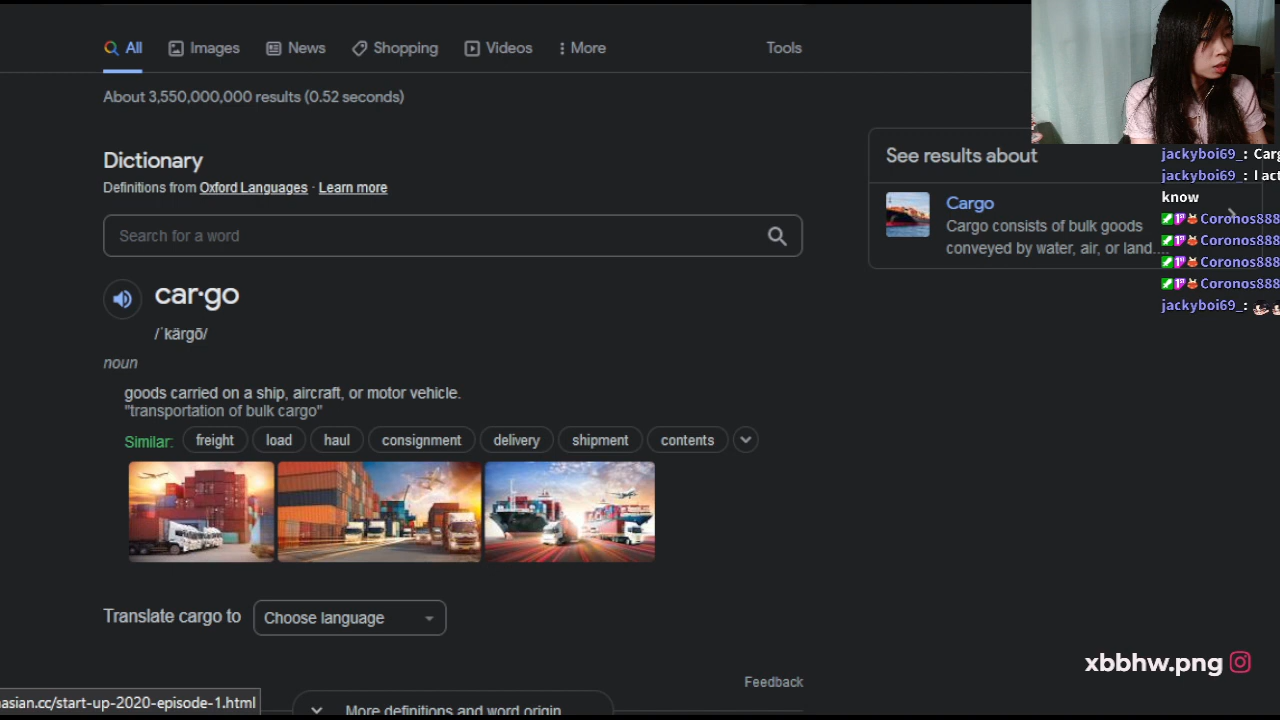 All Images News Shopping Videos More Tools
About 3,550,000,000 results (0.52 seconds)
Dictionary
Definitions from Oxford Languages · Learn more
Search for a word
car·go
/ˈkärgō/
noun
goods carried on a ship, aircraft, or motor vehicle.
"transportation of bulk cargo"
Similar: freight load haul consignment delivery shipment contents
Translate cargo to Choose language
Feedback
More definitions and word origin
asian.cc/start-up-2020-episode-1.html
See results about
Cargo
Cargo consists of bulk goods
conveyed by water, air, or land....
jackyboi69_: Carg
jackyboi69_: I act
know
Coronos888
Coronos888
Coronos888
Coronos888
jackyboi69_:
xbbhw.png